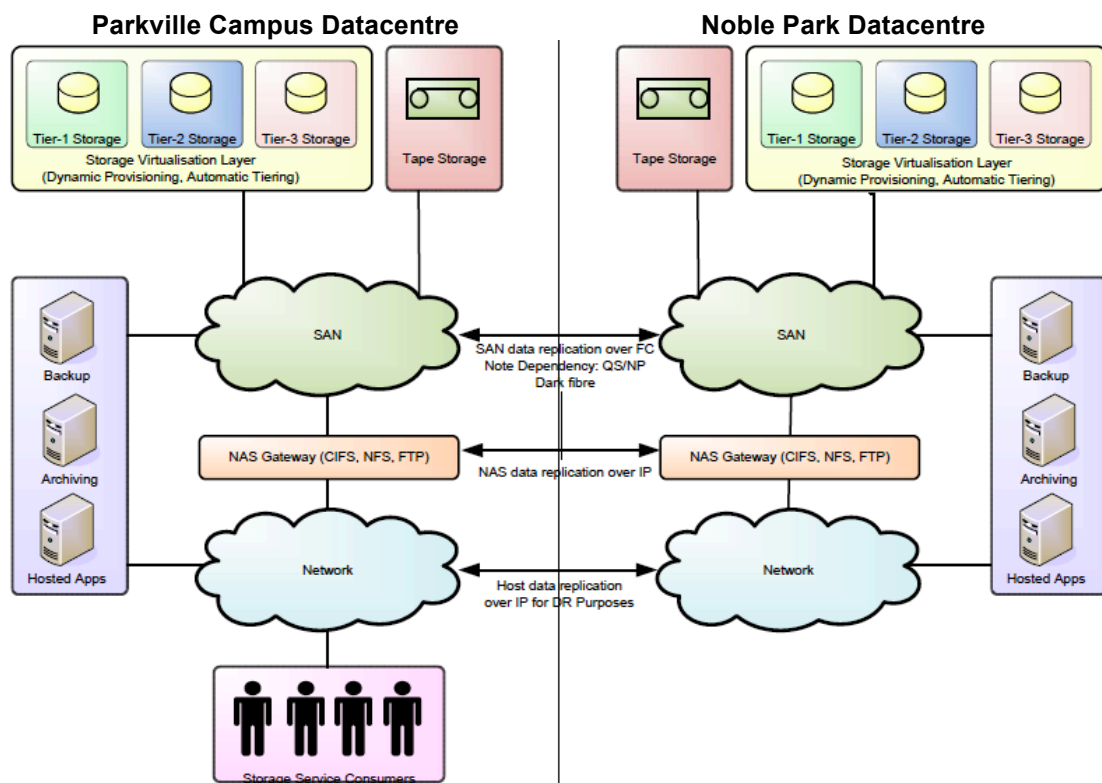 Parkville Campus Datacentre
Tier-1 Storage
Tier-2 Storage
Tier-3 Storage
Storage Virtualisation Layer
(Dynamic Provisioning, Automatic Tiering)
Tape Storage
SAN
Backup
Archiving
Hosted Apps
NAS Gateway (CIFS, NFS, FTP)
Network
Storage Service Consumers
SAN data replication over FC
Note Dependency: QS/NP
Dark fibre
NAS data replication over IP
Host data replication
over IP for DR Purposes
Noble Park Datacentre
Tape Storage
Tier-1 Storage
Tier-2 Storage
Tier-3 Storage
Storage Virtualisation Layer
(Dynamic Provisioning, Automatic Tiering)
SAN
NAS Gateway (CIFS, NFS, FTP)
Network
Backup
Archiving
Hosted Apps